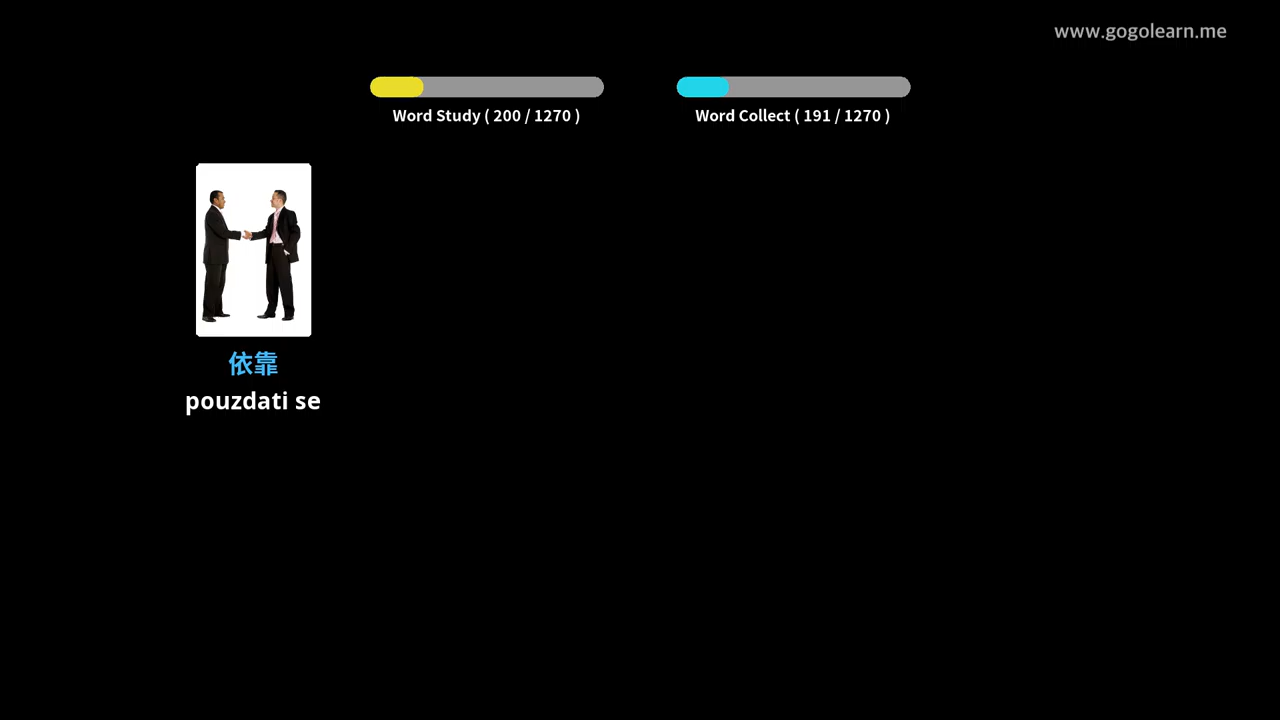 www.gogolearn.me
Word Study ( 200 / 1270 )
Word Collect ( 191 / 1270 )
依靠
pouzdati se